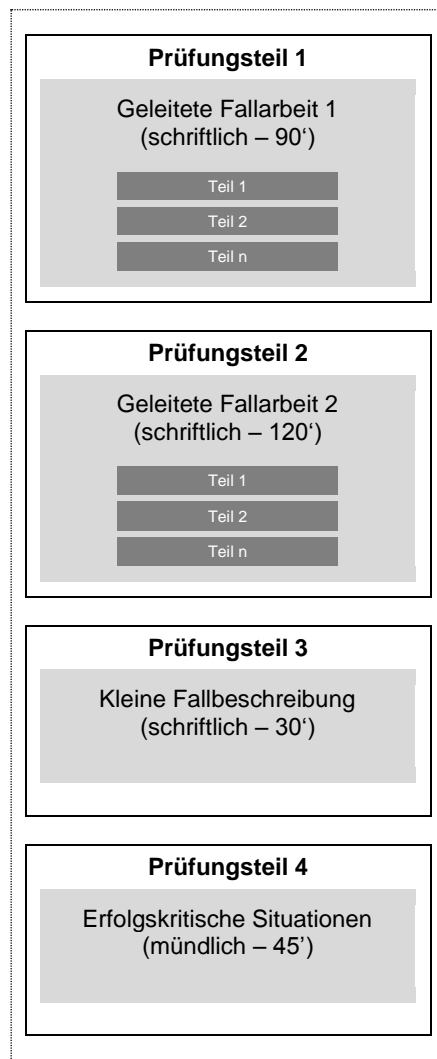 Prüfungsteil 1
Geleitete Fallarbeit 1
(schriftlich – 90‘)
Teil 1
Teil 2
Teil n
Prüfungsteil 2
Geleitete Fallarbeit 2
(schriftlich – 120‘)
Teil 1
Teil 2
Teil n
Prüfungsteil 3
Kleine Fallbeschreibung
(schriftlich – 30‘)
Prüfungsteil 4
Erfolgskritische Situationen
(mündlich – 45’)